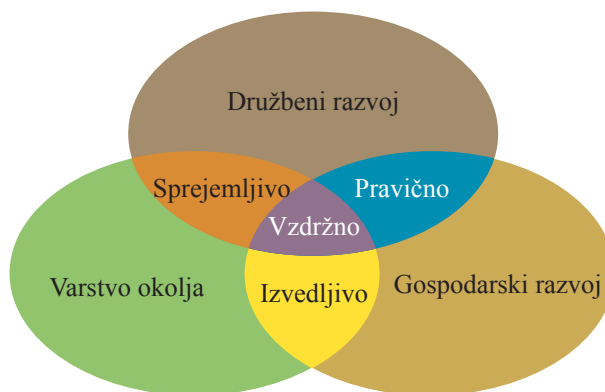 Družbeni razvoj
Sprejemljivo
Pravično
Vzdržno
Varstvo okolja
Izvedljivo
Gospodarski razvoj